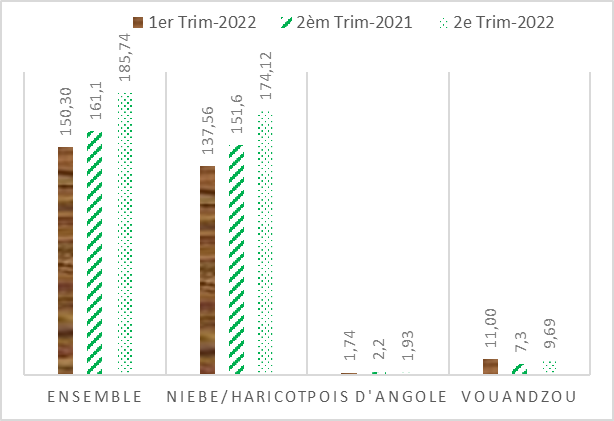 1er Trim-2022 2èm Trim-2021 2e Trim-2022
150,30 161,1 185,74 137,56 151,6 174,12 1,74 2,2 1,93 11,00 7,3 9,69
ENSEMBLE NIEBE/HARICOT POIS D'ANGOLE VOUANDZOU